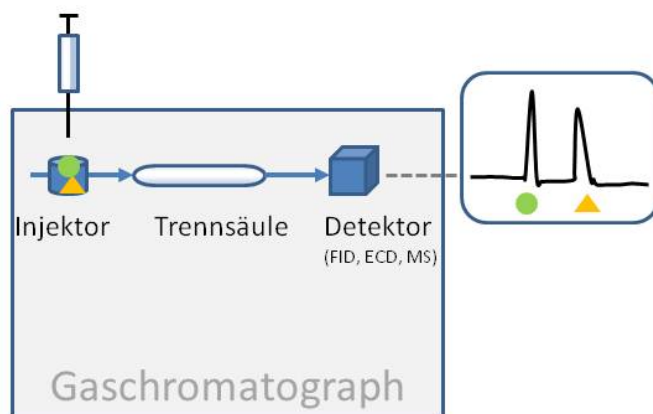 Injektor
Trennsäule
Detektor
(FID, ECD, MS)
Gaschromatograph